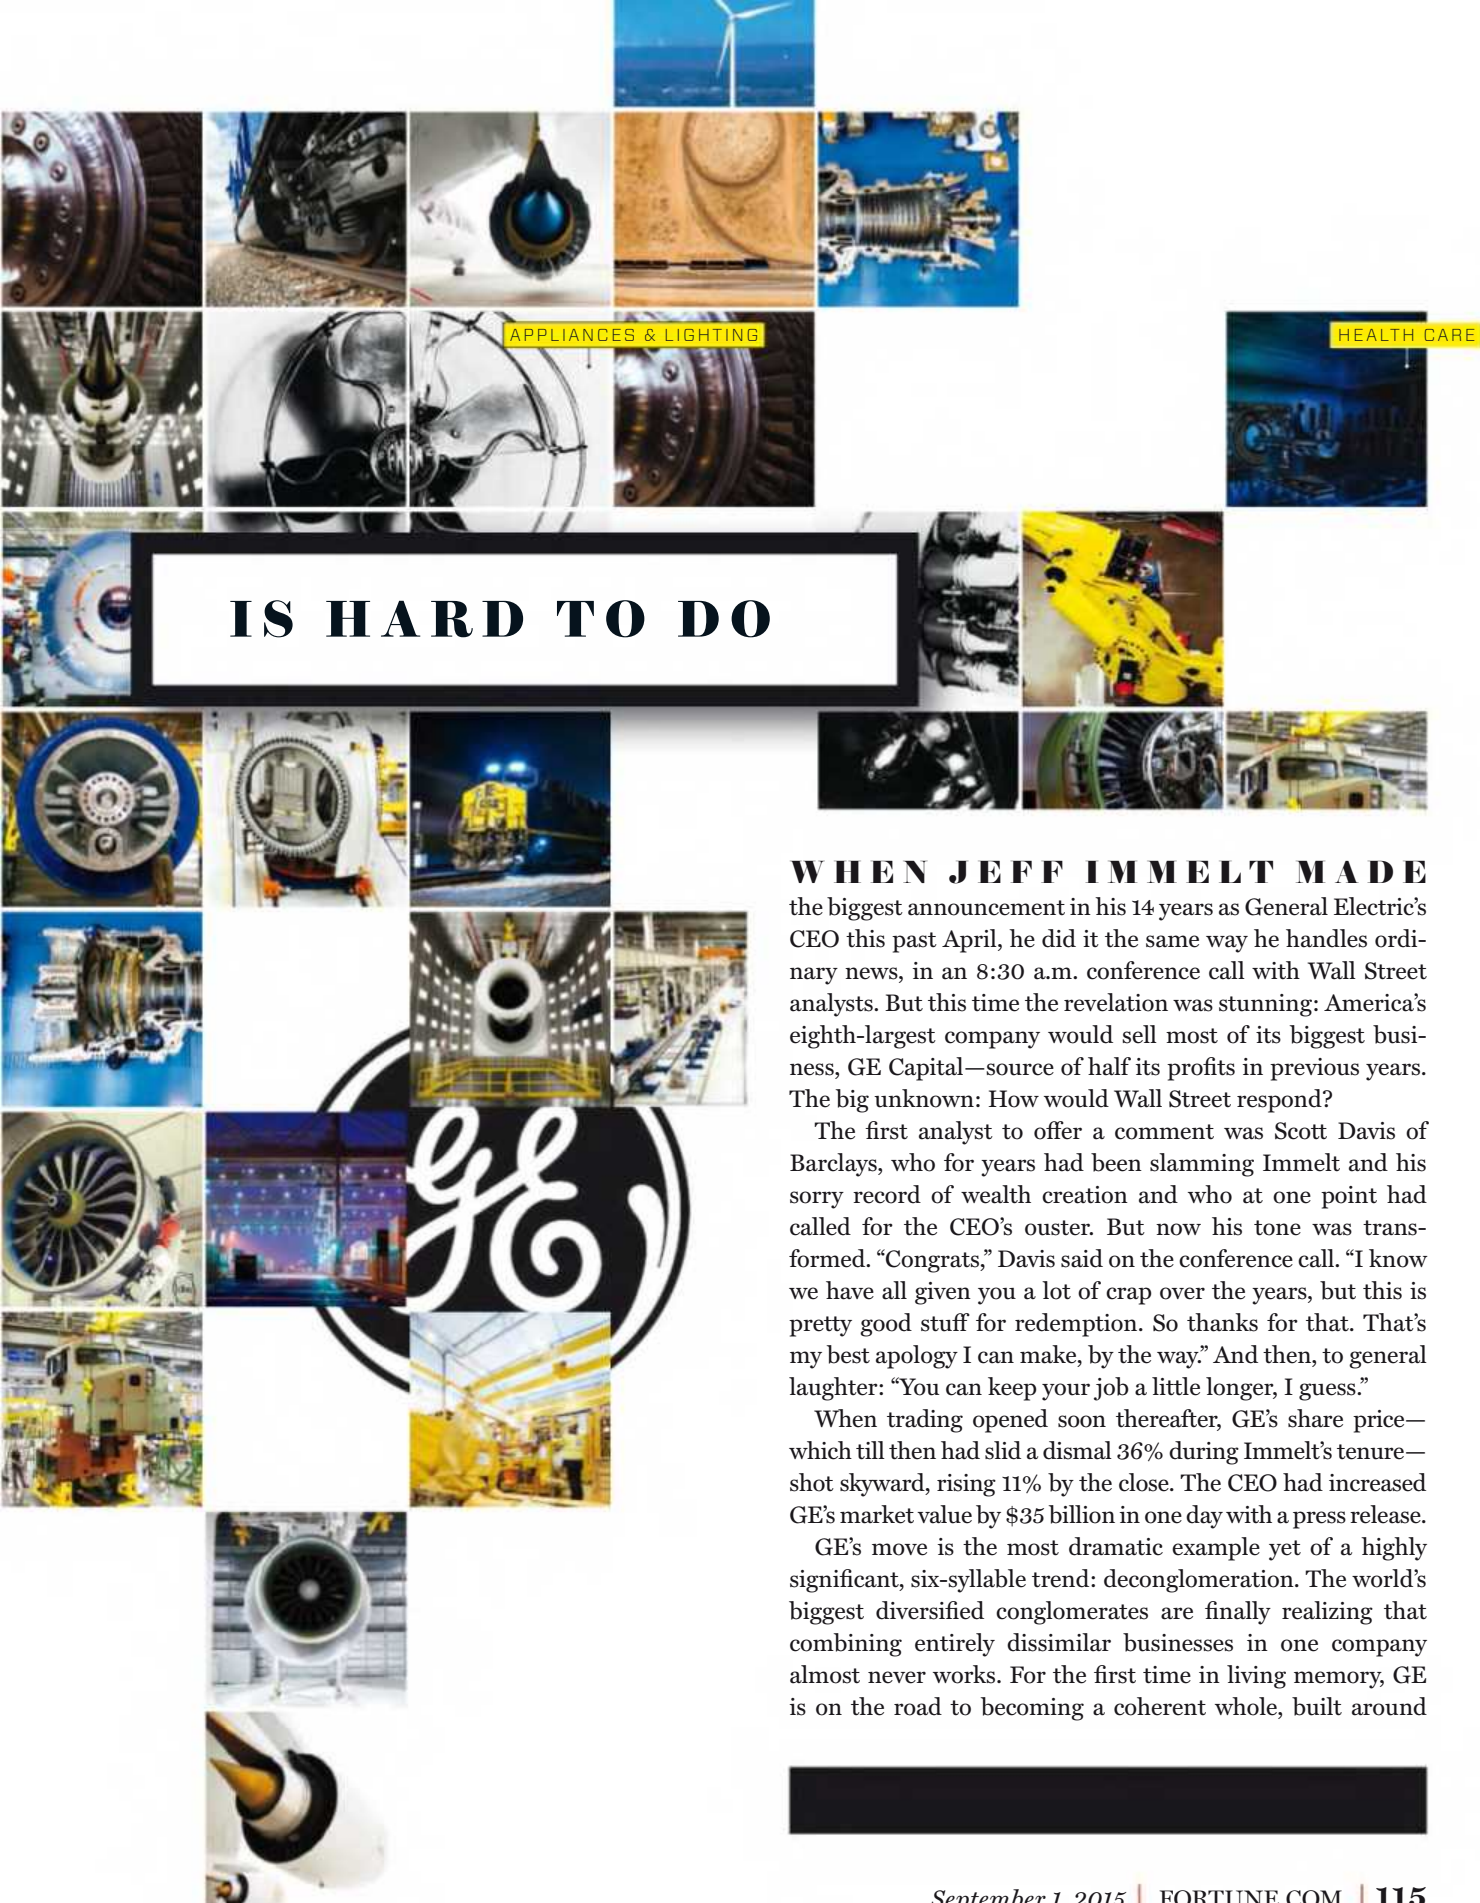 APPLIANCES & LIGHTING
HEALTH CARE
IS HARD TO DO
WHEN JEFF IMMELT MADE
the biggest announcement in his 14 years as General Electric’s
CEO this past April, he did it the same way he handles ordi-
nary news, in an 8:30 a.m. conference call with Wall Street
analysts. But this time the revelation was stunning: America’s
eighth-largest company would sell most of its biggest busi-
ness, GE Capital—source of half its profits in previous years.
The big unknown: How would Wall Street respond?
The first analyst to offer a comment was Scott Davis of
Barclays, who for years had been slamming Immelt and his
sorry record of wealth creation and who at one point had
called for the CEO’s ouster. But now his tone was trans-
formed. “Congrats,” Davis said on the conference call. “I know
we have all given you a lot of crap over the years, but this is
pretty good stuff for redemption. So thanks for that. That’s
my best apology I can make, by the way.” And then, to general
laughter: “You can keep your job a little longer, I guess.”
When trading opened soon thereafter, GE’s share price—
which till then had slid a dismal 36% during Immelt’s tenure—
shot skyward, rising 11% by the close. The CEO had increased
GE’s market value by $35 billion in one day with a press release.
GE’s move is the most dramatic example yet of a highly
significant, six-syllable trend: deconglomeration. The world’s
biggest diversified conglomerates are finally realizing that
combining entirely dissimilar businesses in one company
almost never works. For the first time in living memory, GE
is on the road to becoming a coherent whole, built around
GE
September 1, 2015 | FORTUNE.COM | 115